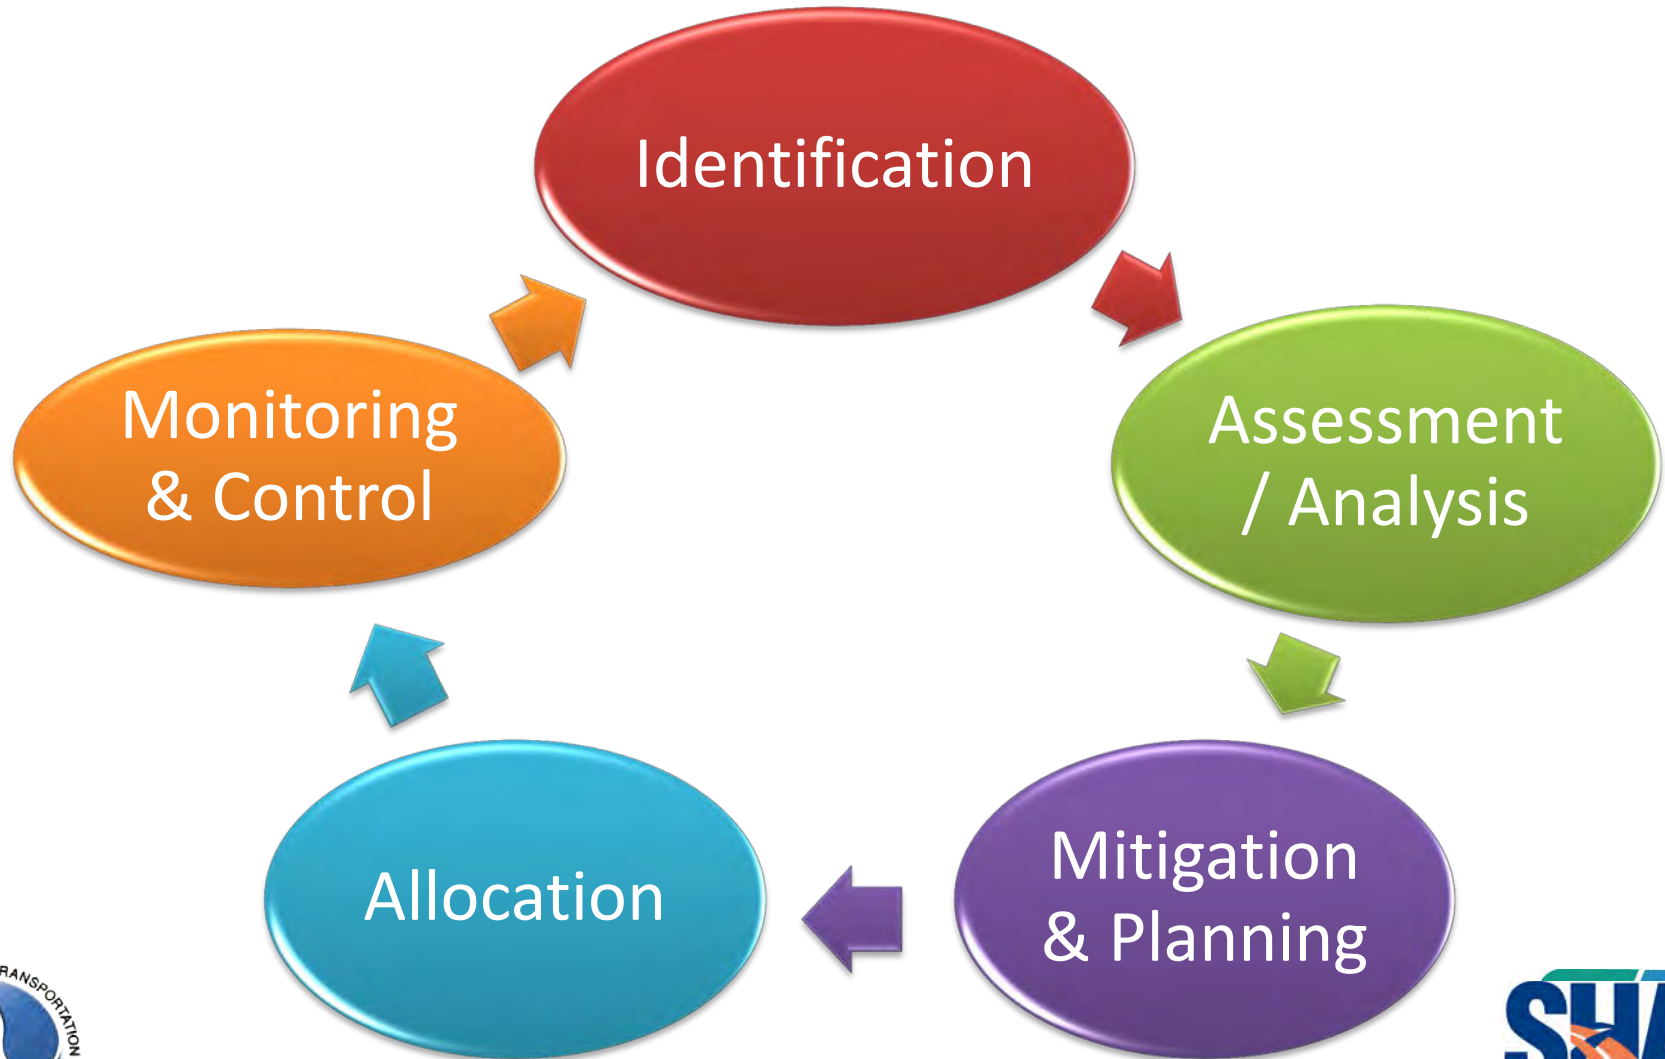 Identification
Assessment
/ Analysis
Mitigation
& Planning
Allocation
Monitoring
& Control